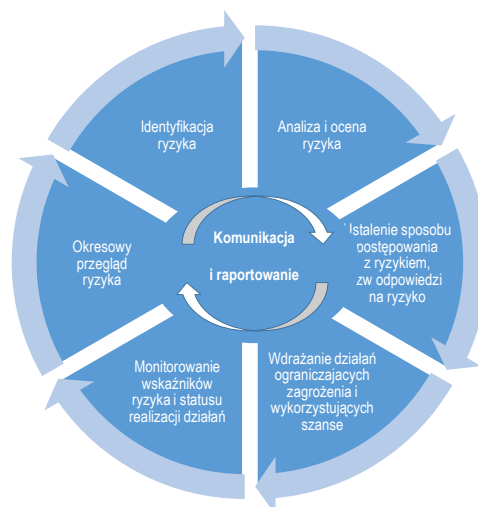 Identyfikacja
ryzyka
Analiza i ocena
ryzyka
Ustalenie sposobu
postępowania
z ryzykiem,
zw odpowiedzi
na ryzyko
Wdrażanie działań
ograniczajacych
zagrożenia i
wykorzystujących
szanse
Monitorowanie
wskaźników
ryzyka i statusu
realizacji działań
Okresowy
przegląd
ryzyka
Komunikacja
i raportowanie